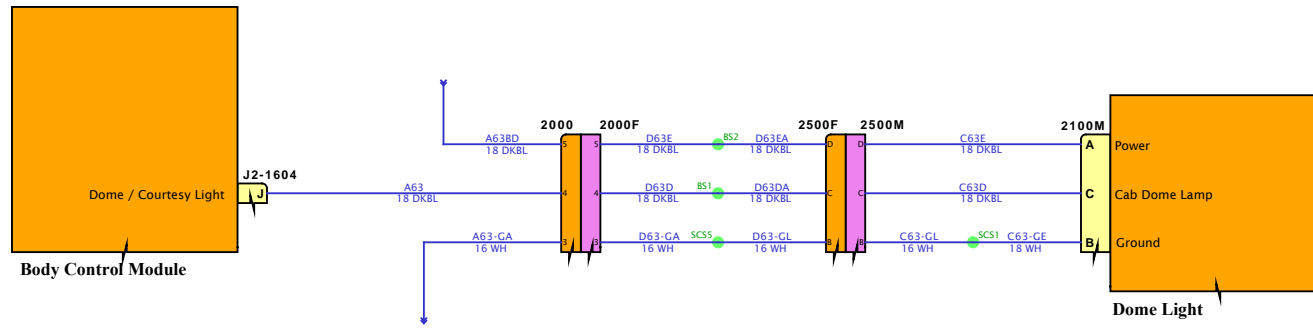 J2-1604
Dome / Courtesy Light
J
Body Control Module
A63BD
18 DKBL
A63
18 DKBL
A63-GA
16 WH
2000
2000F
5
5
4
4
3
3
D63E
18 DKBL
BS2
D63EA
18 DKBL
D63D
18 DKBL
BS1
D63DA
18 DKBL
D63-GA
16 WH
SCS5
D63-GL
16 WH
2500F
2500M
D
D
C
C
B
B
C63E
18 DKBL
C63D
18 DKBL
C63-GL
16 WH
SCS1
C63-GE
18 WH
2100M
A
Power
C
Cab Dome Lamp
B
Ground
Dome Light